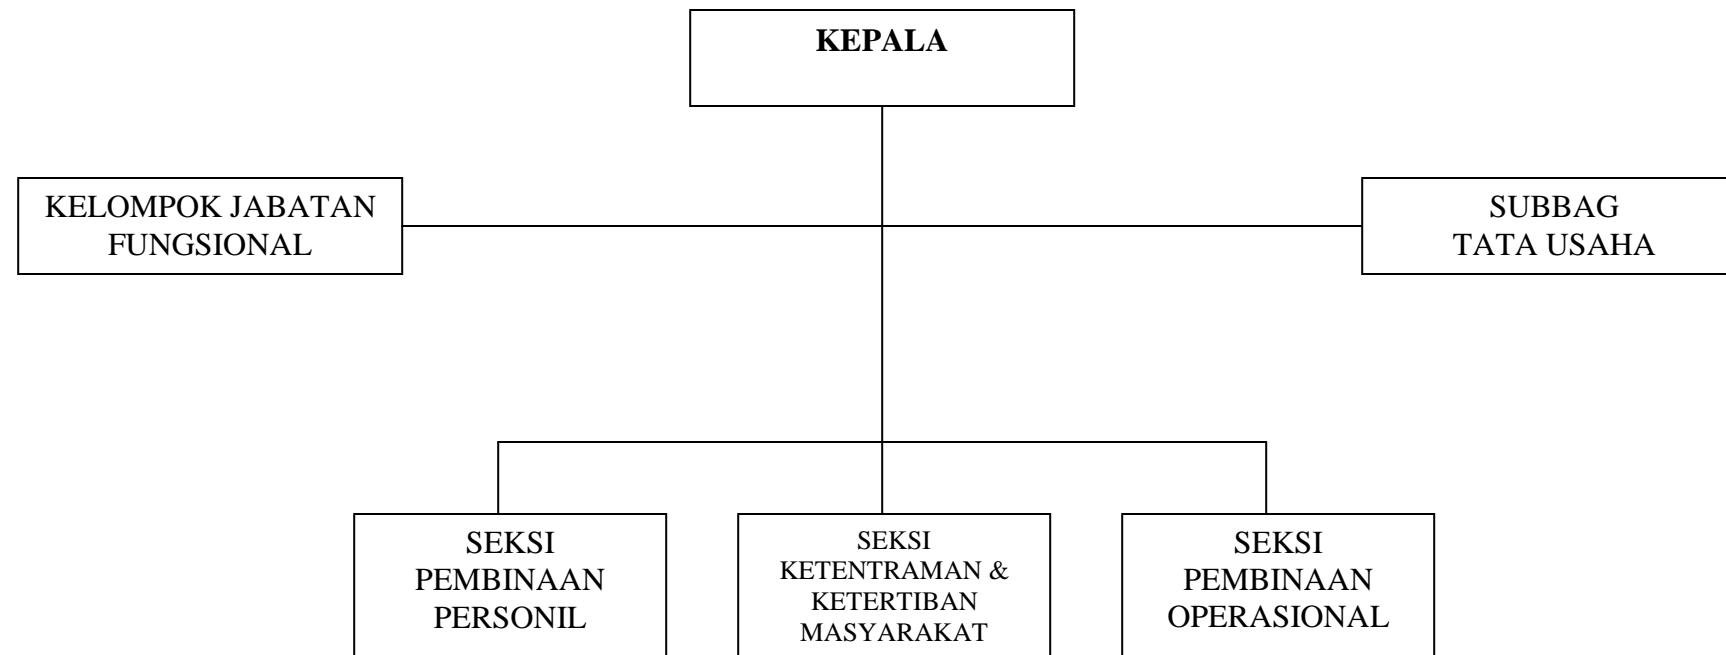 KEPALA
KELOMPOK JABATAN
FUNGSIONAL
SUBBAG
TATA USAHA
SEKSI
PEMBINAAN
PERSONIL
SEKSI
KETENTRAMAN &
KETERTIBAN
MASYARAKAT
SEKSI
PEMBINAAN
OPERASIONAL